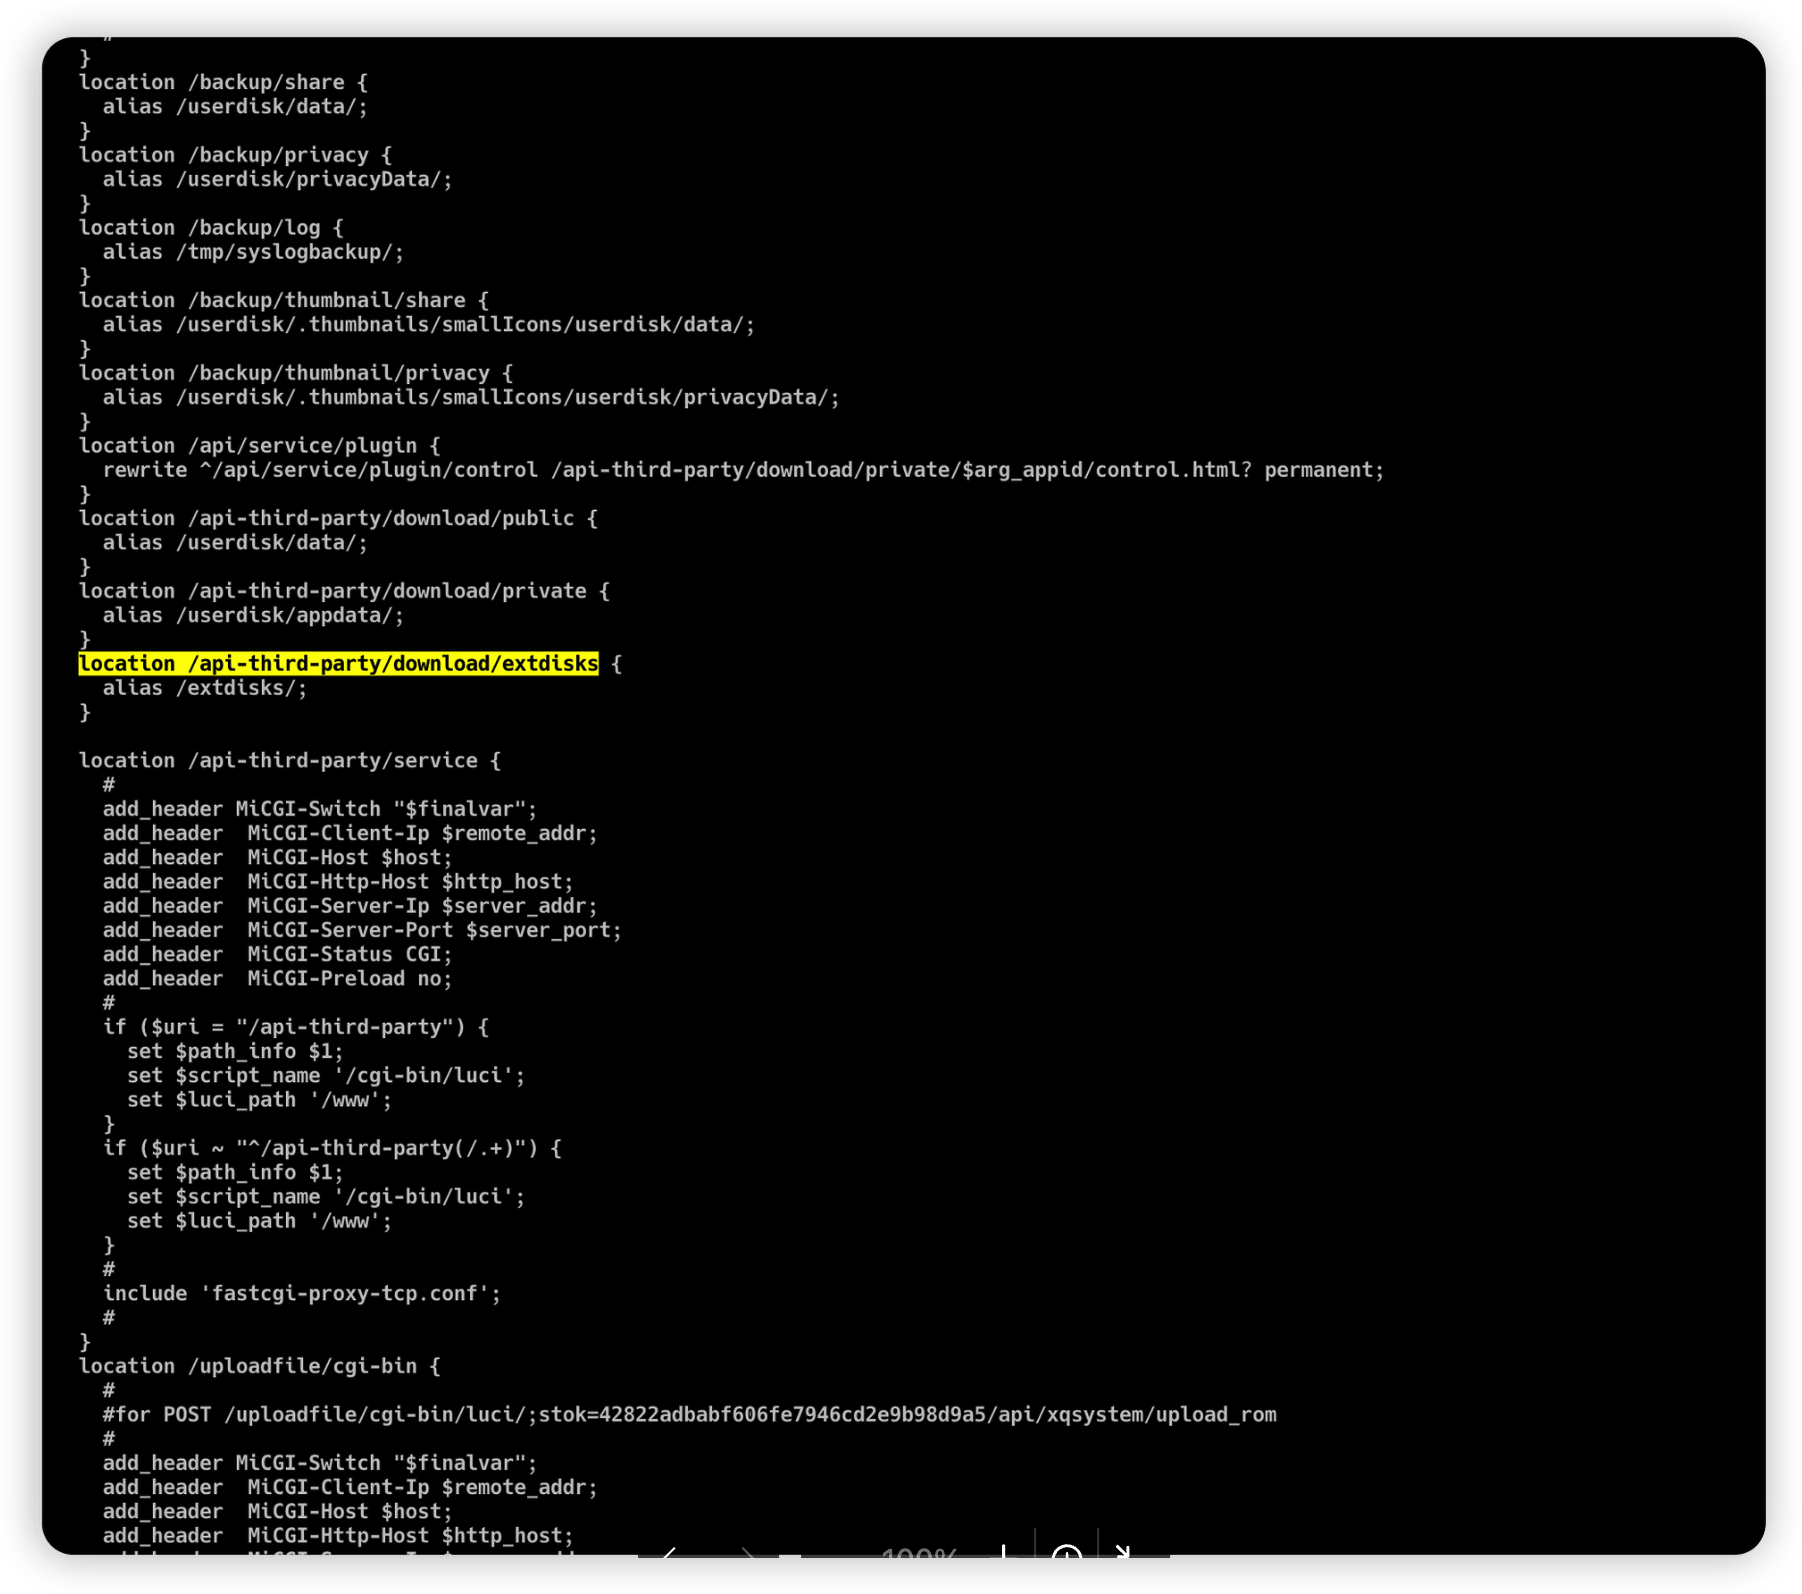 #
}
location /backup/share {
  alias /userdisk/data/;
}
location /backup/privacy {
  alias /userdisk/privacyData/;
}
location /backup/log {
  alias /tmp/syslogbackup/;
}
location /backup/thumbnail/share {
  alias /userdisk/.thumbnails/smallIcons/userdisk/data/;
}
location /backup/thumbnail/privacy {
  alias /userdisk/.thumbnails/smallIcons/userdisk/privacyData/;
}
location /api/service/plugin {
  rewrite ^/api/service/plugin/control /api-third-party/download/private/$arg_appid/control.html? permanent;
}
location /api-third-party/download/public {
  alias /userdisk/data/;
}
location /api-third-party/download/private {
  alias /userdisk/appdata/;
}
location /api-third-party/download/extdisks {
  alias /extdisks/;
}

location /api-third-party/service {
  #
  add_header MiCGI-Switch "$finalvar";
  add_header  MiCGI-Client-Ip $remote_addr;
  add_header  MiCGI-Host $host;
  add_header  MiCGI-Http-Host $http_host;
  add_header  MiCGI-Server-Ip $server_addr;
  add_header  MiCGI-Server-Port $server_port;
  add_header  MiCGI-Status CGI;
  add_header  MiCGI-Preload no;
  #
  if ($uri = "/api-third-party") {
    set $path_info $1;
    set $script_name '/cgi-bin/luci';
    set $luci_path '/www';
  }
  if ($uri ~ "^/api-third-party(/.+)") {
    set $path_info $1;
    set $script_name '/cgi-bin/luci';
    set $luci_path '/www';
  }
  #
  include 'fastcgi-proxy-tcp.conf';
  #
}
location /uploadfile/cgi-bin {
  #
  #for POST /uploadfile/cgi-bin/luci/;stok=42822adbabf606fe7946cd2e9b98d9a5/api/xqsystem/upload_rom
  #
  add_header MiCGI-Switch "$finalvar";
  add_header  MiCGI-Client-Ip $remote_addr;
  add_header  MiCGI-Host $host;
  add_header  MiCGI-Http-Host $http_host;
100%